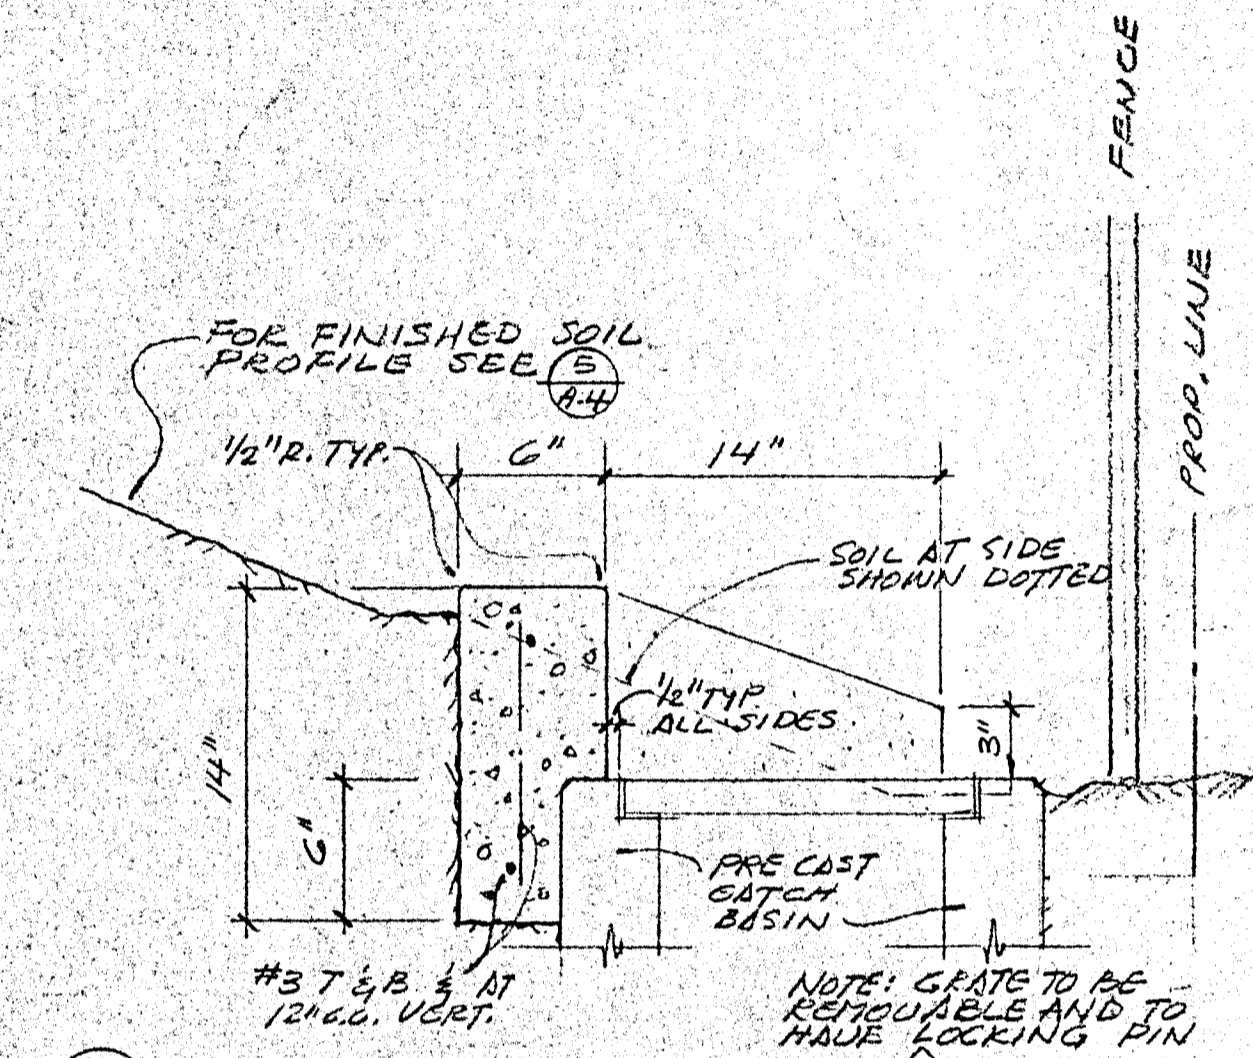 FENCE
PROP. LINE
FOR FINISHED SOIL
PROFILE SEE 5
A-4
1/2" R. TYP.
6"
14"
SOIL AT SIDE
SHOWN DOTTED
1/2" TYP.
ALL SIDES
3"
14"
6"
PRE CAST
CATCH
BASIN
#3 T & B & AT
12" O.C. VERT.
NOTE: GRATE TO BE
REMOVABLE AND TO
HAVE LOCKING PIN